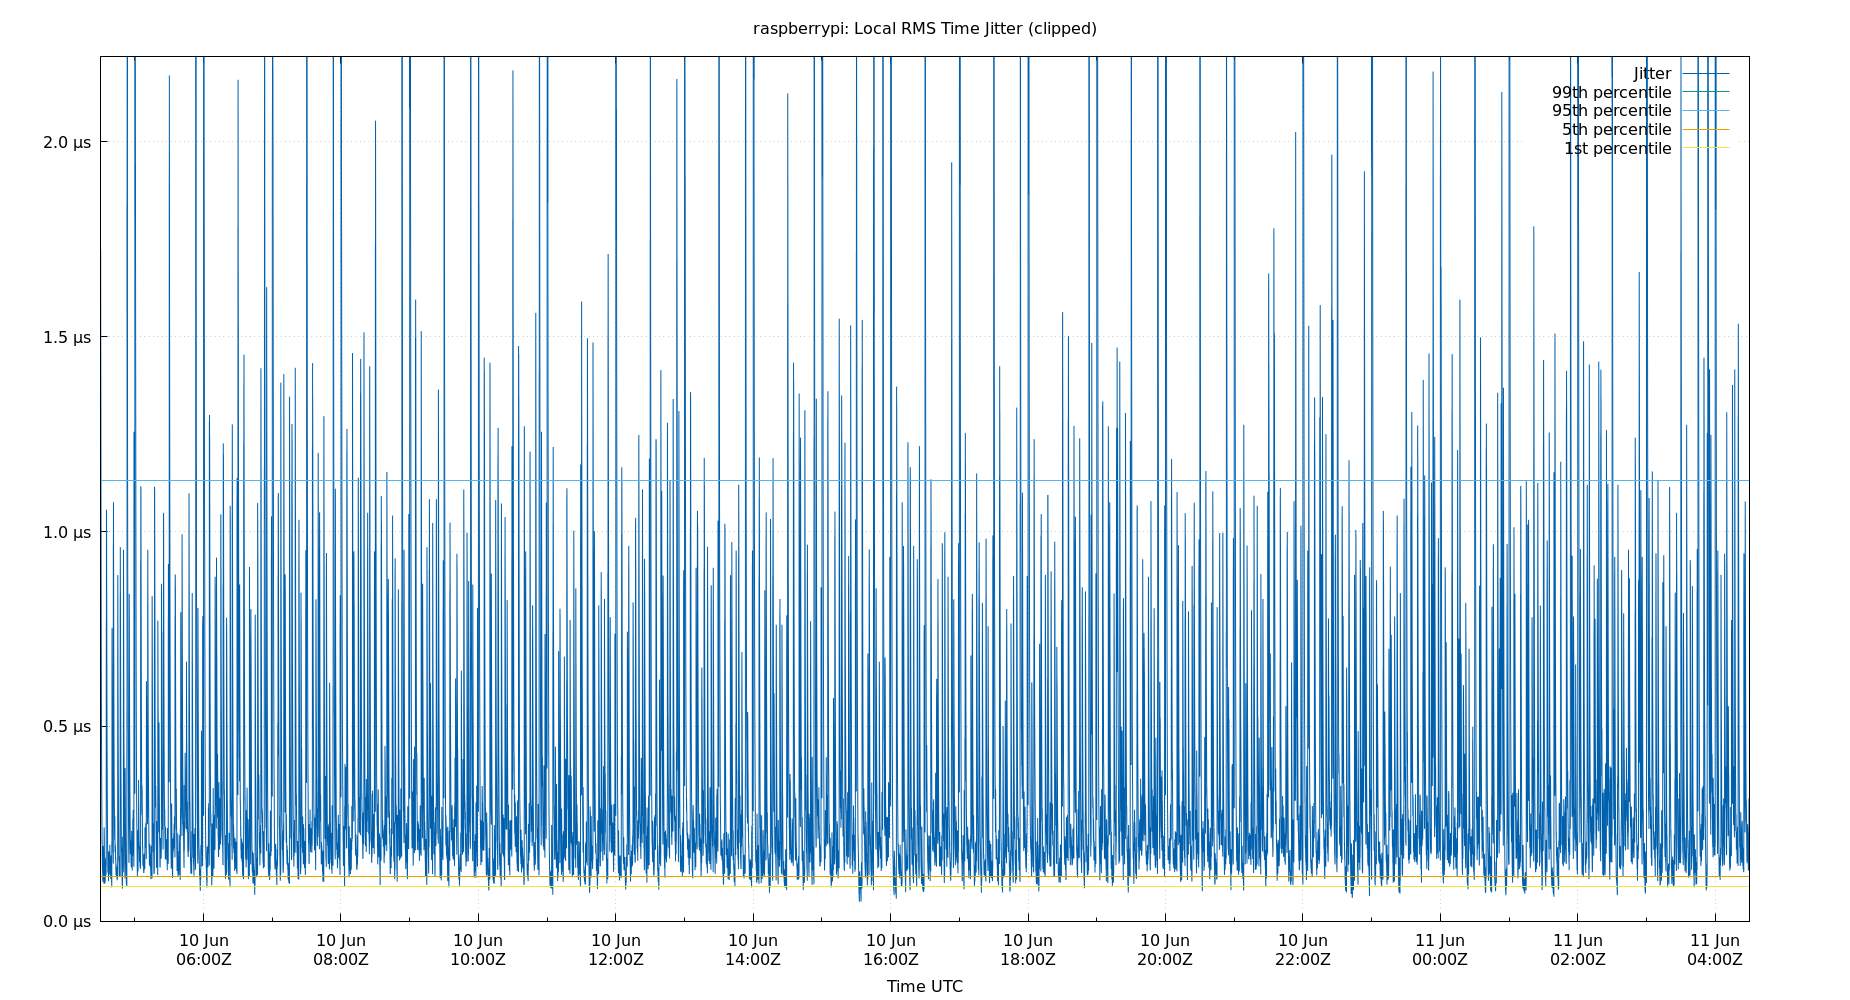 raspberrypi: Local RMS Time Jitter (clipped)
Jitter
99th percentile
95th percentile
5th percentile
1st percentile
2.0 µs
1.5 µs
1.0 µs
0.5 µs
0.0 µs
10 Jun 10 Jun 10 Jun 10 Jun 10 Jun 10 Jun 10 Jun 10 Jun 10 Jun 11 Jun 11 Jun 11 Jun
06:00Z 08:00Z 10:00Z 12:00Z 14:00Z 16:00Z 18:00Z 20:00Z 22:00Z 00:00Z 02:00Z 04:00Z
Time UTC